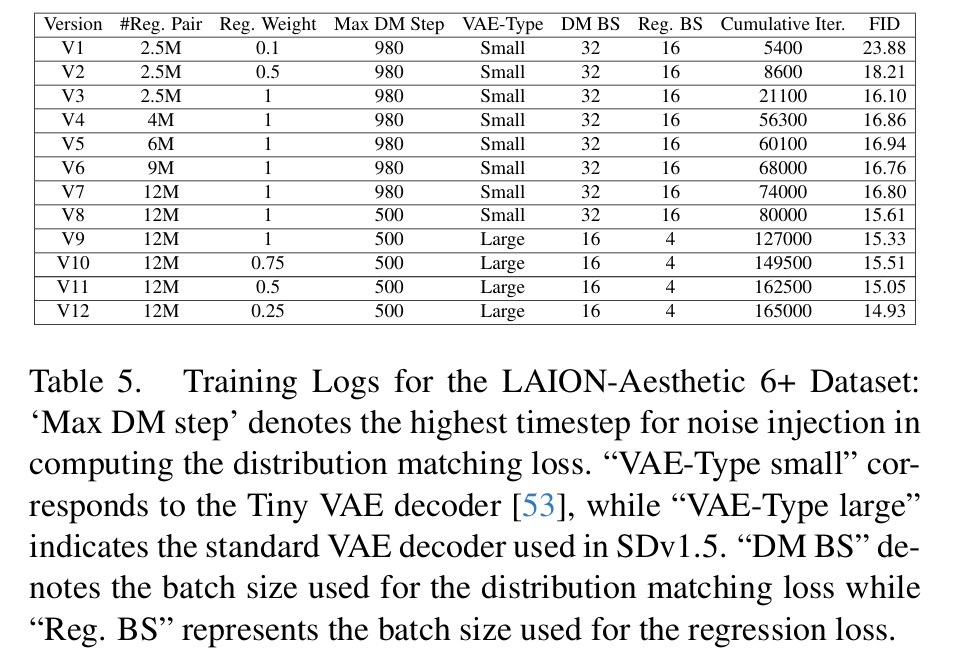 Version #Reg. Pair Reg. Weight Max DM Step VAE-Type DM BS Reg. BS Cumulative Iter. FID
V1 2.5M 0.1 980 Small 32 16 5400 23.88
V2 2.5M 0.5 980 Small 32 16 8600 18.21
V3 2.5M 1 980 Small 32 16 21100 16.10
V4 4M 1 980 Small 32 16 56300 16.86
V5 6M 1 980 Small 32 16 60100 16.94
V6 9M 1 980 Small 32 16 68000 16.76
V7 12M 1 980 Small 32 16 74000 16.80
V8 12M 1 500 Small 32 16 80000 15.61
V9 12M 1 500 Large 16 4 127000 15.33
V10 12M 0.75 500 Large 16 4 149500 15.51
V11 12M 0.5 500 Large 16 4 162500 15.05
V12 12M 0.25 500 Large 16 4 165000 14.93
Table 5. Training Logs for the LAION-Aesthetic 6+ Dataset:
‘Max DM step’ denotes the highest timestep for noise injection in
computing the distribution matching loss. “VAE-Type small” cor-
responds to the Tiny VAE decoder [53], while “VAE-Type large”
indicates the standard VAE decoder used in SDv1.5. “DM BS” de-
notes the batch size used for the distribution matching loss while
“Reg. BS” represents the batch size used for the regression loss.